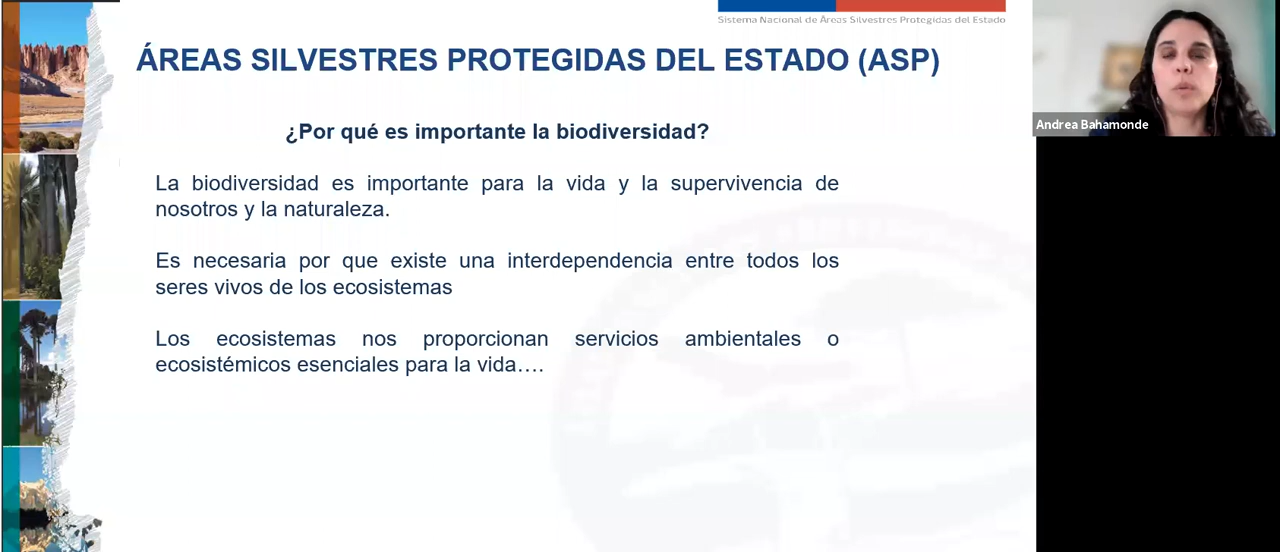 Sistema Nacional de Áreas Silvestres Protegidas del Estado
ÁREAS SILVESTRES PROTEGIDAS DEL ESTADO (ASP)
¿Por qué es importante la biodiversidad?
La biodiversidad es importante para la vida y la supervivencia de
nosotros y la naturaleza.
Es necesaria por que existe una interdependencia entre todos los
seres vivos de los ecosistemas
Los ecosistemas nos proporcionan servicios ambientales o
ecosistémicos esenciales para la vida….
Andrea Bahamonde